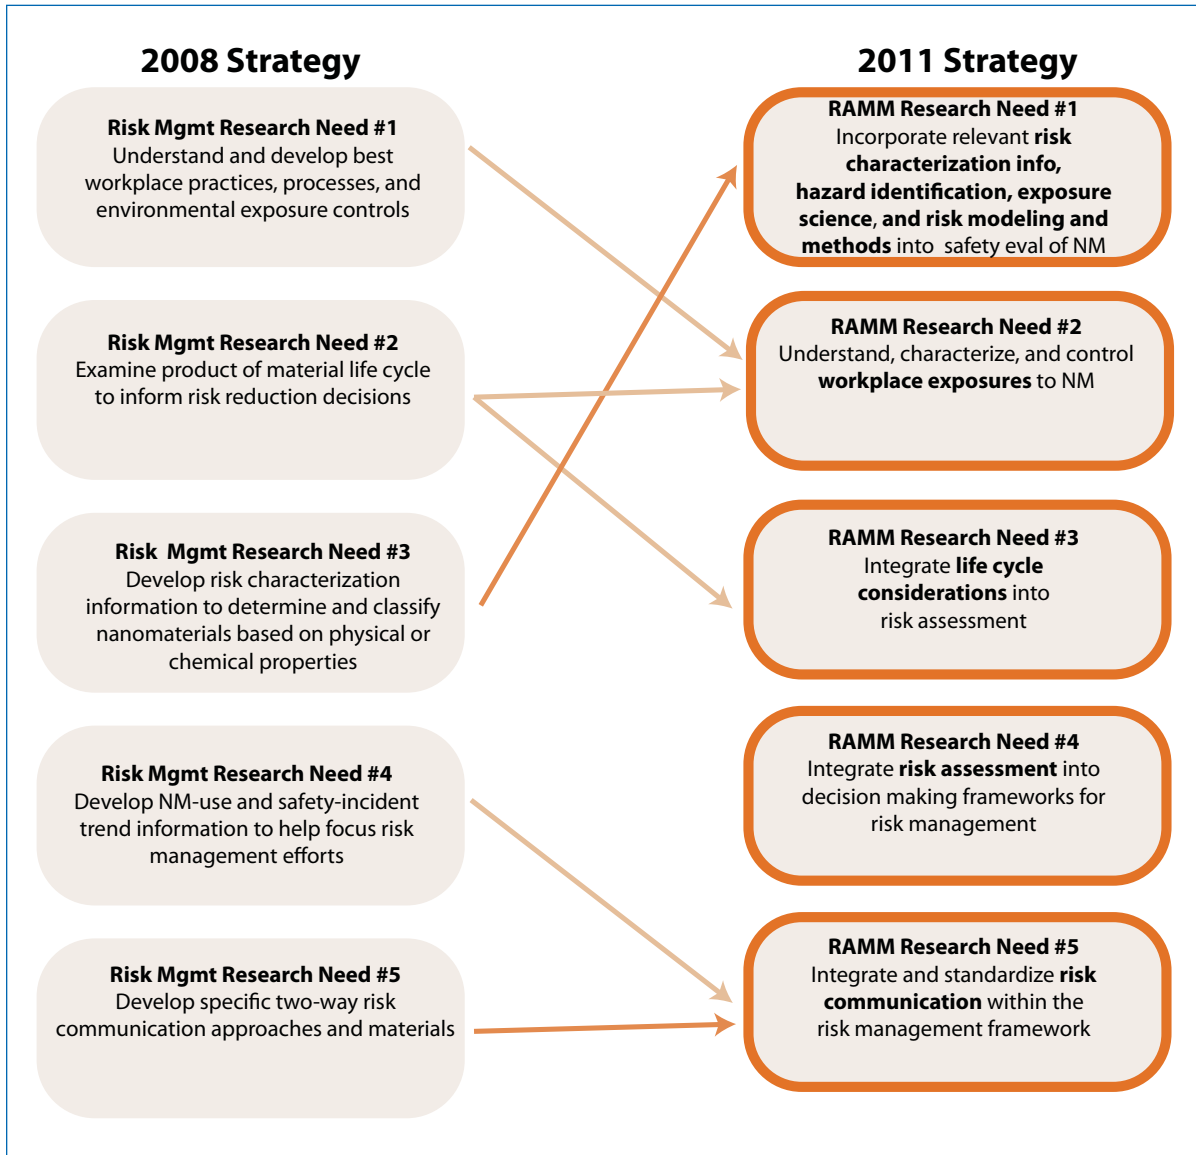 2008 Strategy
Risk Mgmt Research Need #1
Understand and develop best
workplace practices, processes, and
environmental exposure controls
Risk Mgmt Research Need #2
Examine product of material life cycle
to inform risk reduction decisions
Risk Mgmt Research Need #3
Develop risk characterization
information to determine and classify
nanomaterials based on physical or
chemical properties
Risk Mgmt Research Need #4
Develop NM-use and safety-incident
trend information to help focus risk
management efforts
Risk Mgmt Research Need #5
Develop specific two-way risk
communication approaches and materials
2011 Strategy
RAMM Research Need #1
Incorporate relevant risk
characterization info,
hazard identification, exposure
science, and risk modeling and
methods into safety eval of NM
RAMM Research Need #2
Understand, characterize, and control
workplace exposures to NM
RAMM Research Need #3
Integrate life cycle
considerations into
risk assessment
RAMM Research Need #4
Integrate risk assessment into
decision making frameworks for
risk management
RAMM Research Need #5
Integrate and standardize risk
communication within the
risk management framework